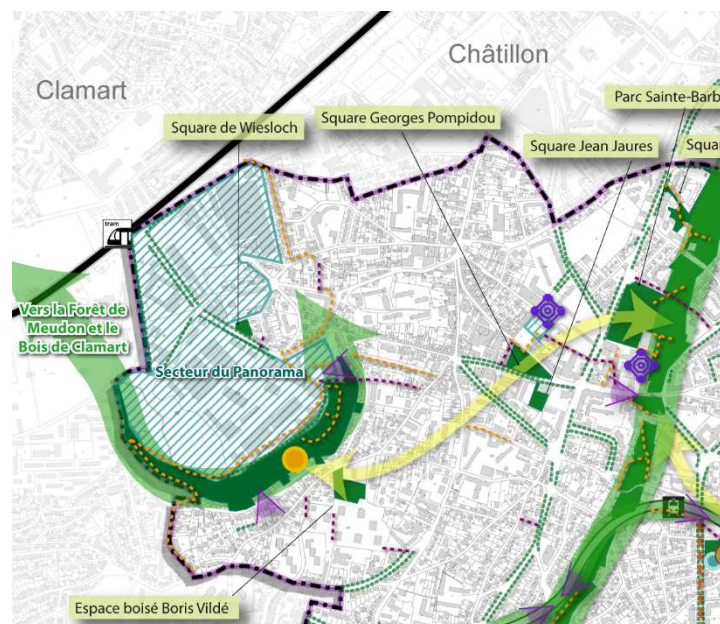 Châtillon
Clamart
Parc Sainte-Barb
Square Georges Pompidou
Square de Wiesloch
Square Jean Jaures
Squar
tram
Vers la Forêt de
Meudon et le
Bois de Clamart
Secteur du Panorama
Espace boisé Boris Vildé